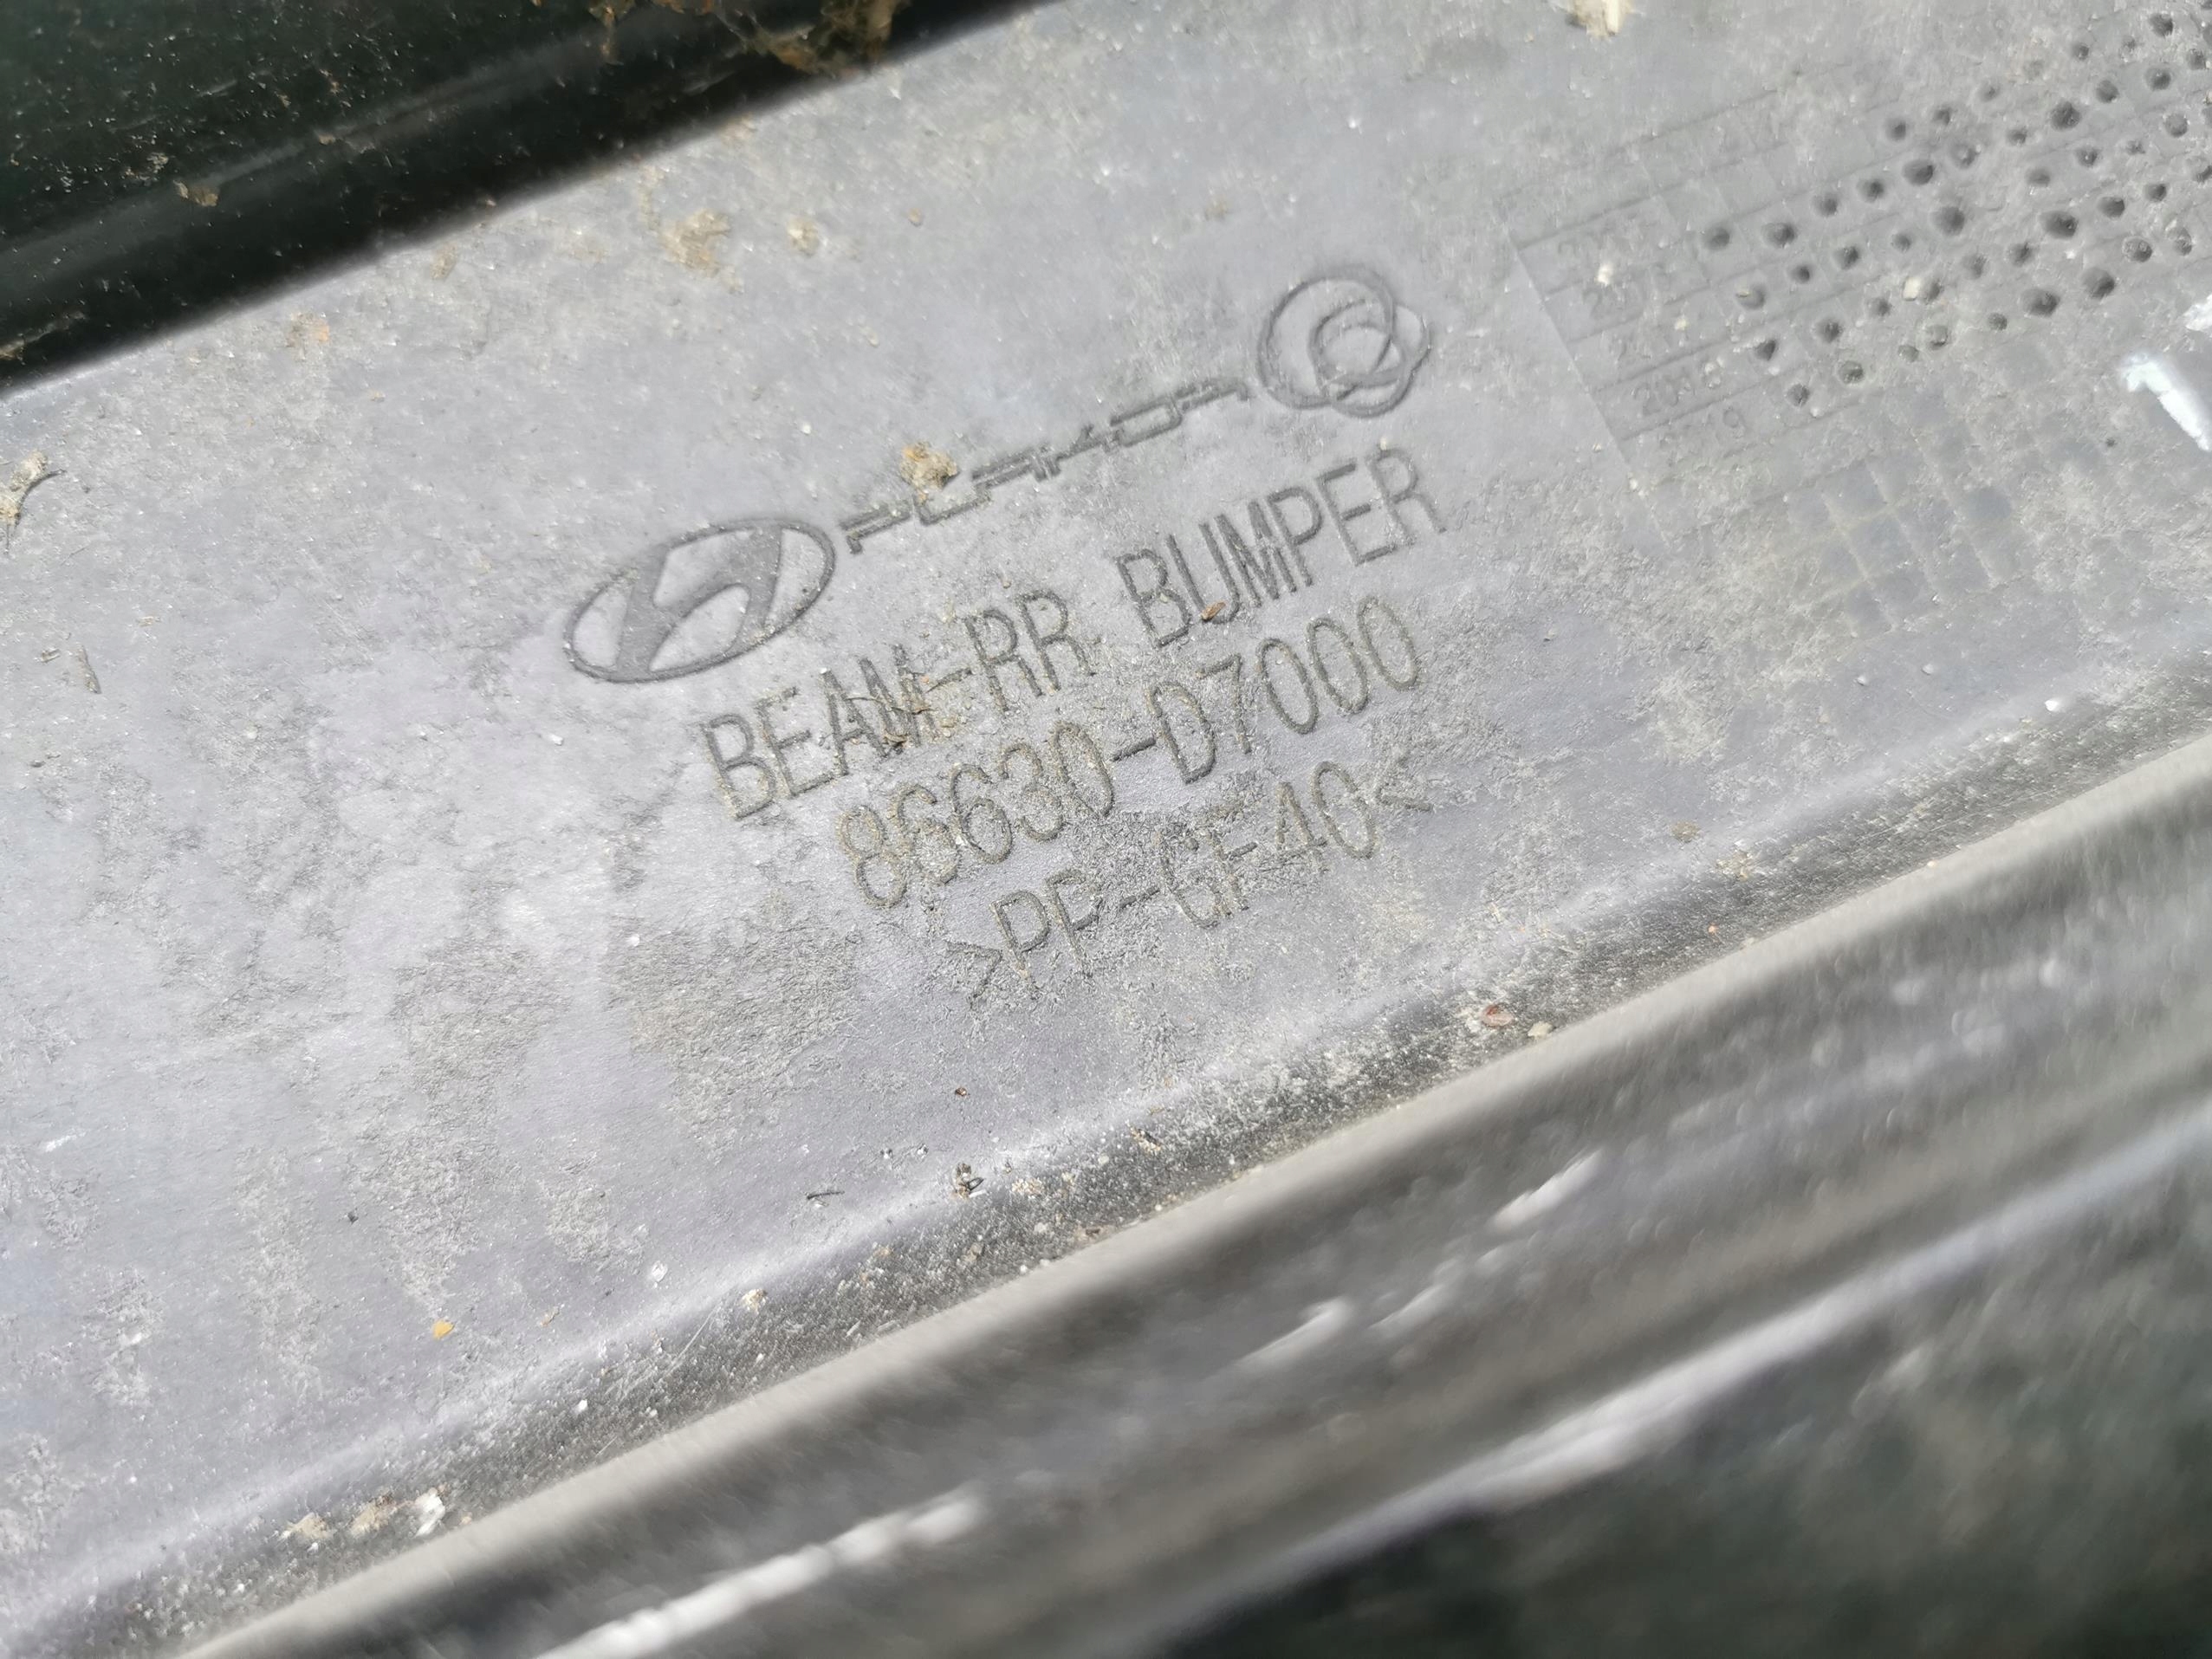 PLAKOR
BEAM-RR BUMPER
86630-D7000
>PP-GF40<